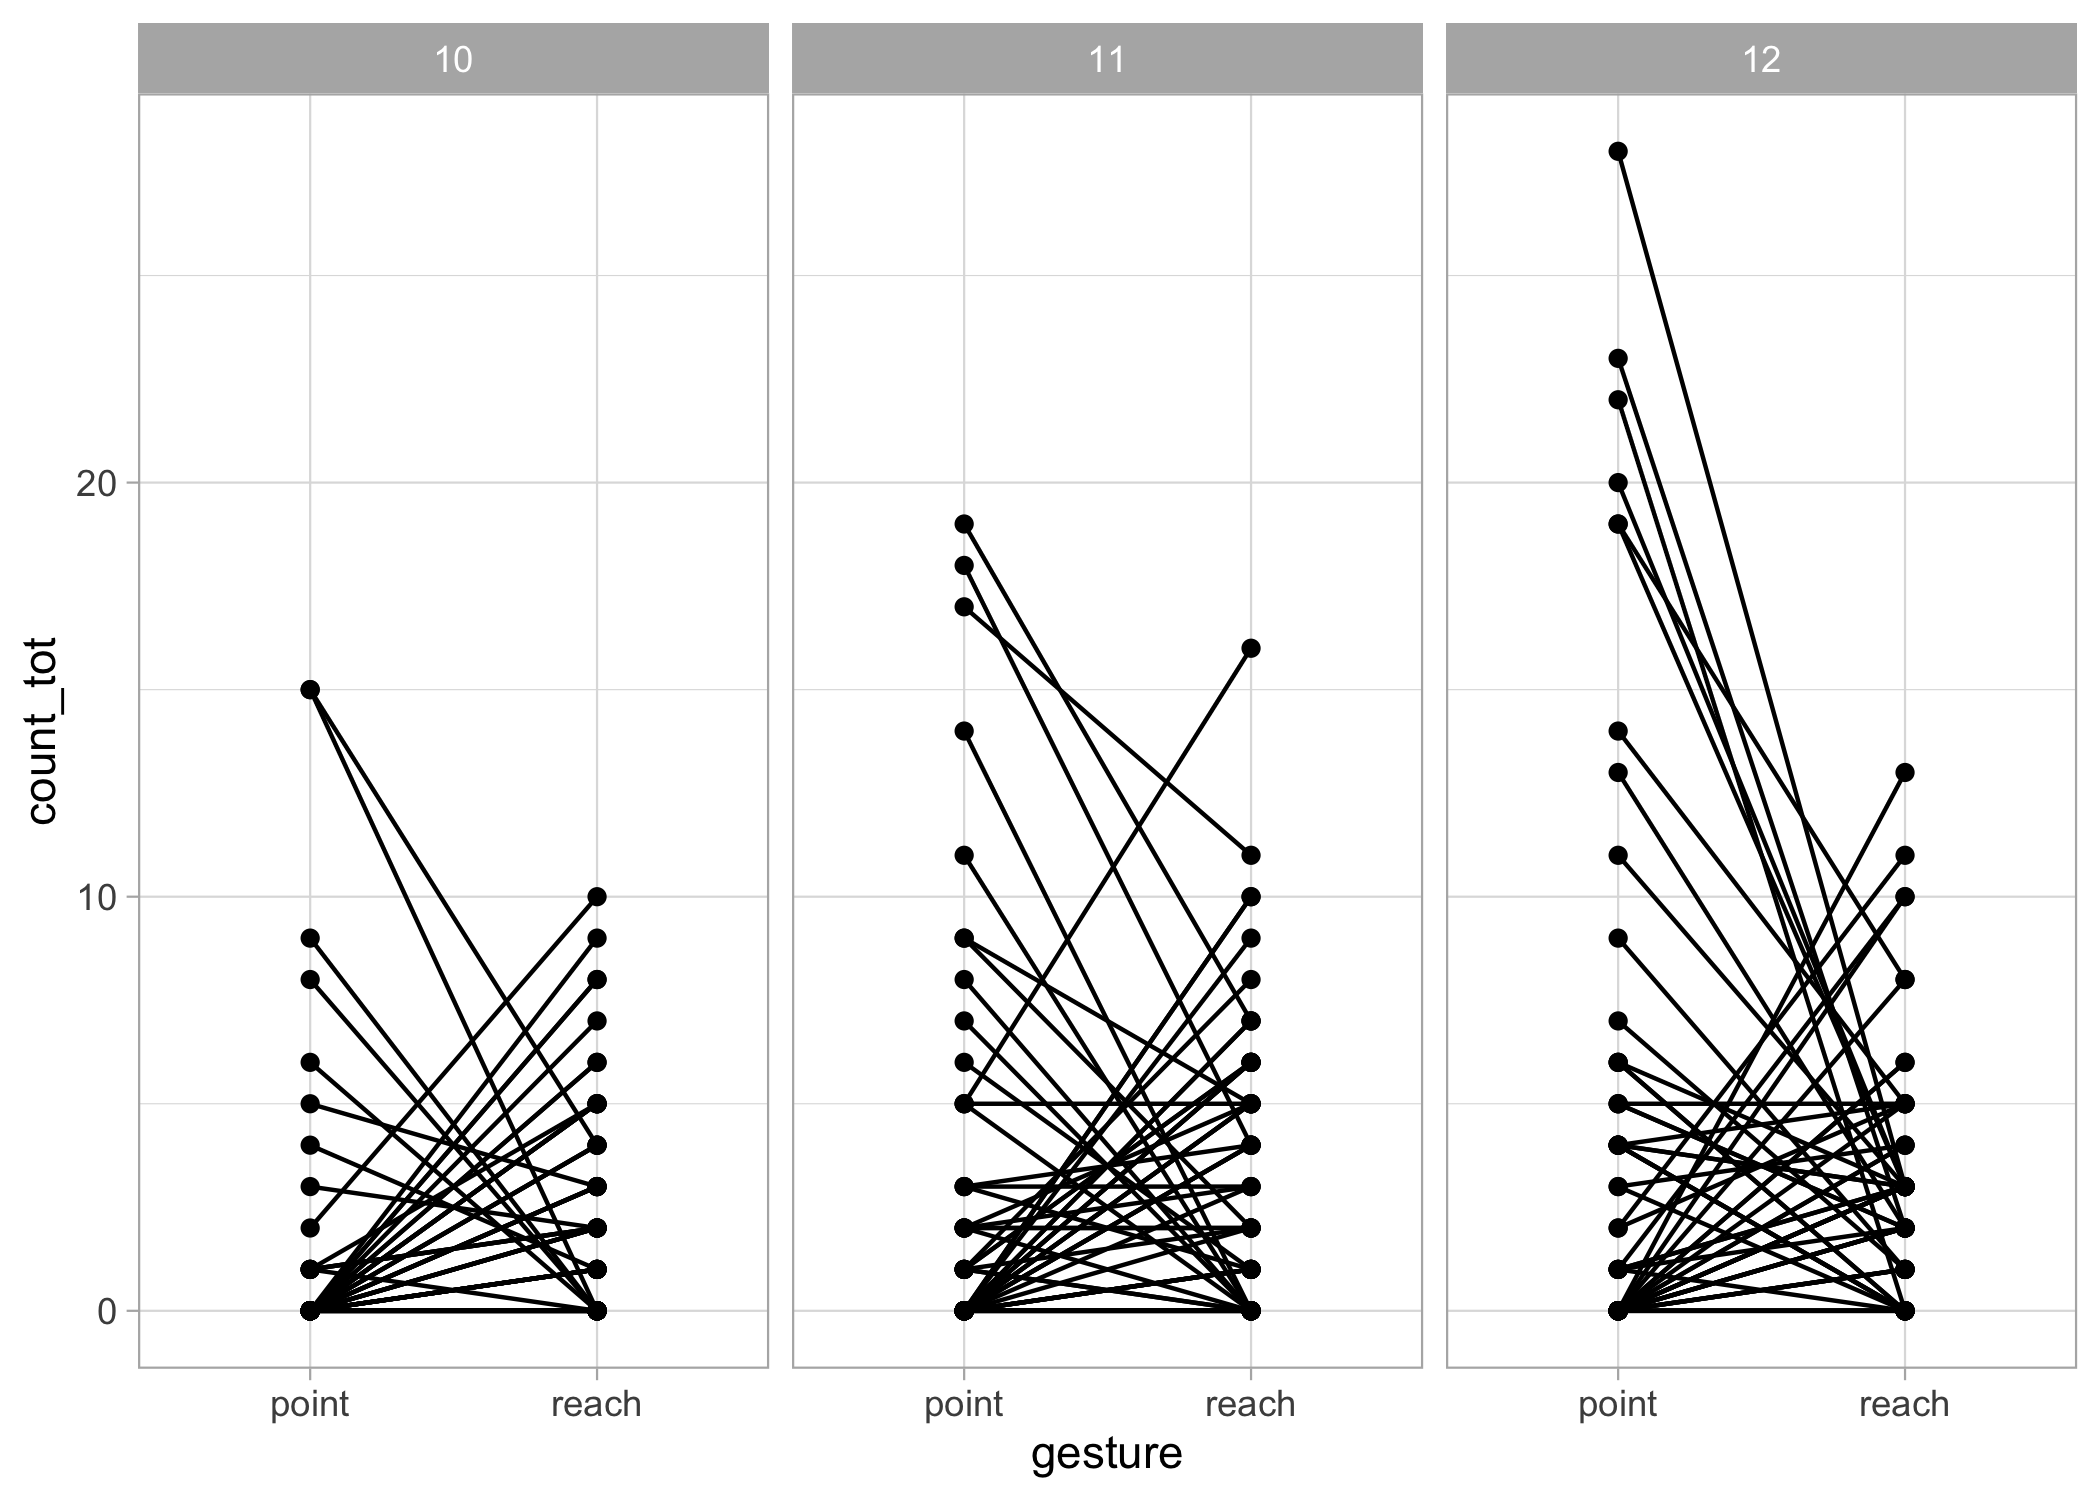 10 11 12
count_tot
20
10
0
point reach point reach point reach
gesture